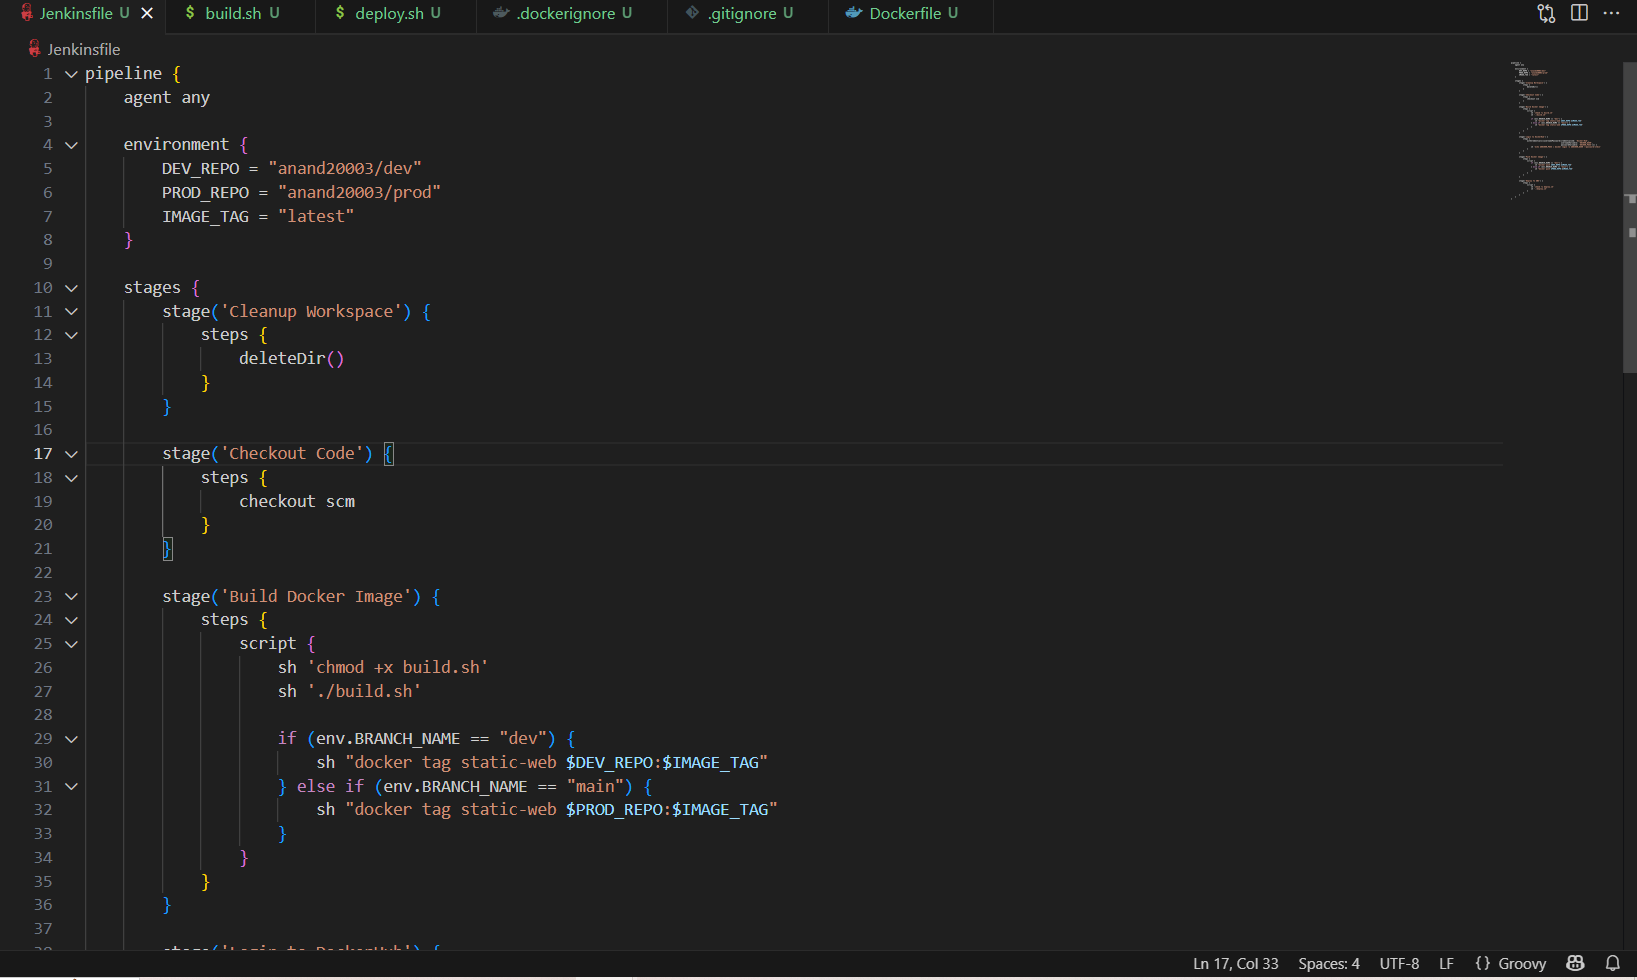 Jenkinsfile U
build.sh U
deploy.sh U
.dockerignore U
.gitignore U
Dockerfile U
Jenkinsfile
1 pipeline {
2 agent any
3
4 environment {
5 DEV_REPO = "anand20003/dev"
6 PROD_REPO = "anand20003/prod"
7 IMAGE_TAG = "latest"
8 }
9
10 stages {
11 stage('Cleanup Workspace') {
12 steps {
13 deleteDir()
14 }
15 }
16
17 stage('Checkout Code') {
18 steps {
19 checkout scm
20 }
21 }
22
23 stage('Build Docker Image') {
24 steps {
25 script {
26 sh 'chmod +x build.sh'
27 sh './build.sh'
28
29 if (env.BRANCH_NAME == "dev") {
30 sh "docker tag static-web $DEV_REPO:$IMAGE_TAG"
31 } else if (env.BRANCH_NAME == "main") {
32 sh "docker tag static-web $PROD_REPO:$IMAGE_TAG"
33 }
34 }
35 }
36 }
37
38 stage('Login to DockerHub') {
Ln 17, Col 33 Spaces: 4 UTF-8 LF {} Groovy